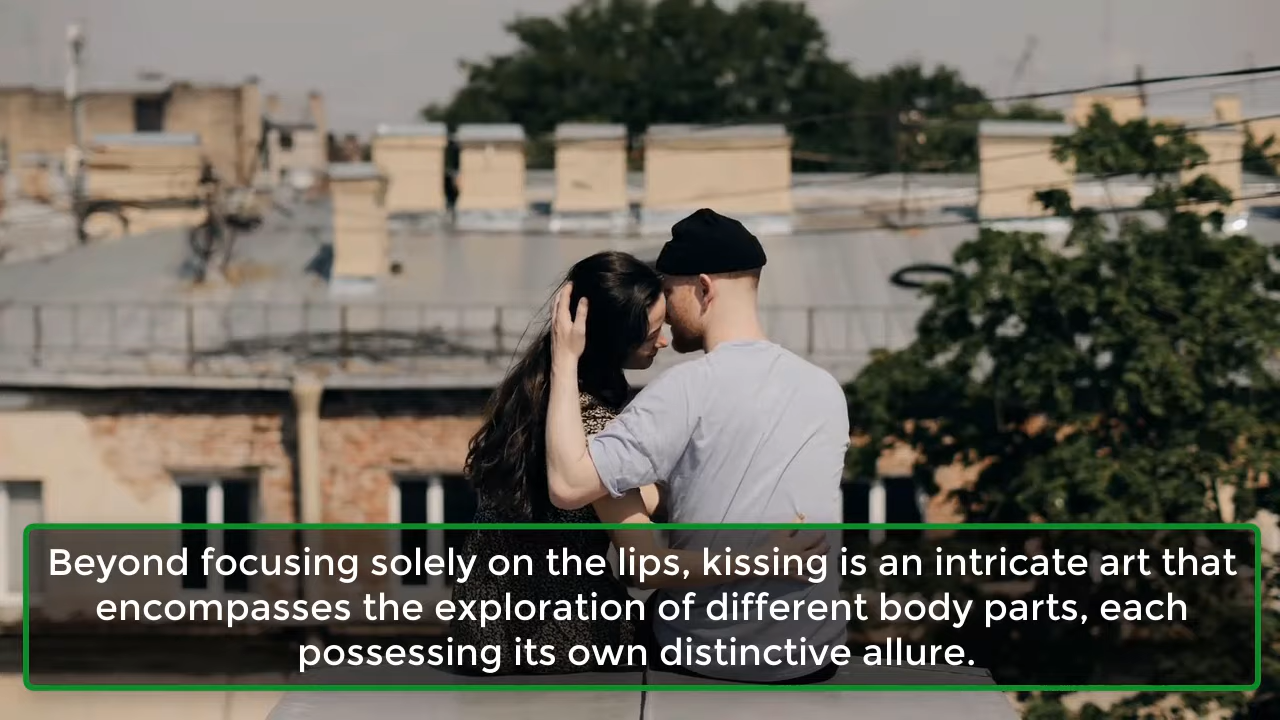 Beyond focusing solely on the lips, kissing is an intricate art that
encompasses the exploration of different body parts, each
possessing its own distinctive allure.